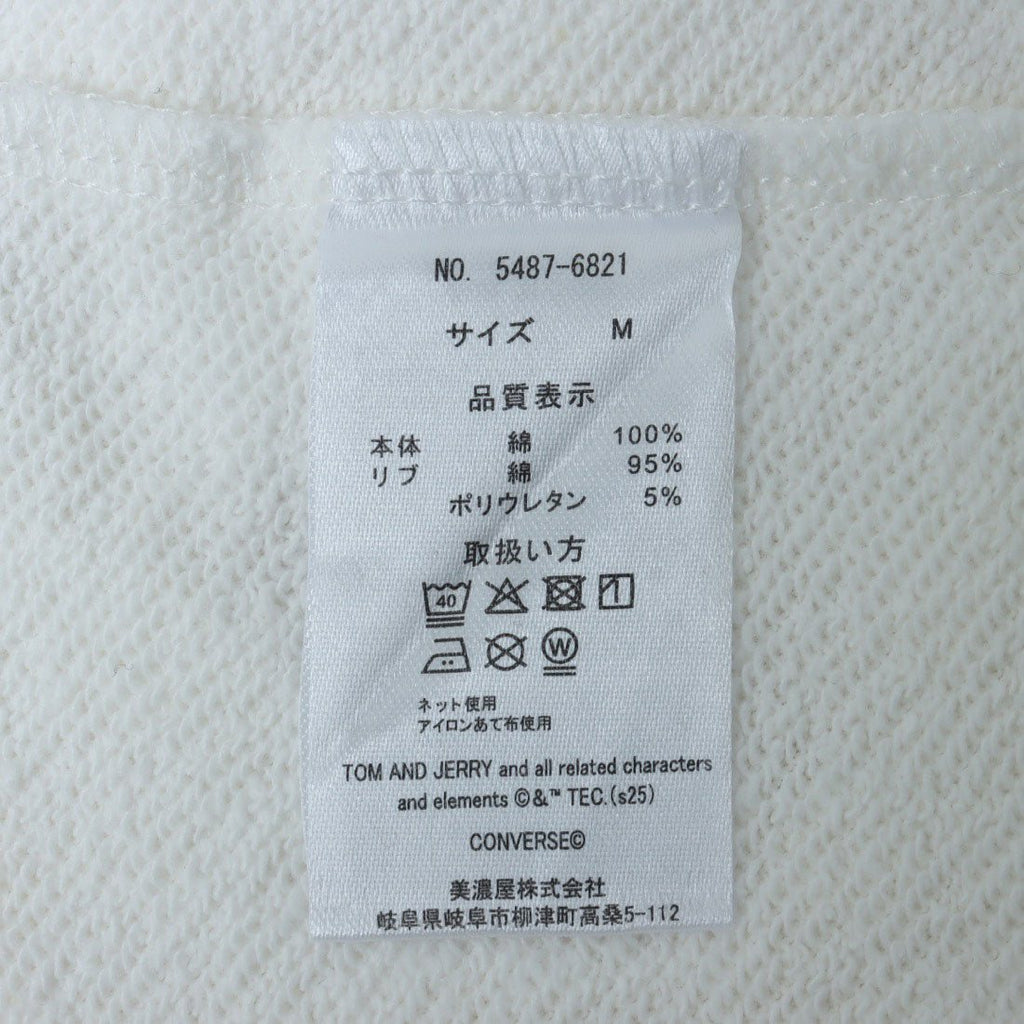 NO. 5487-6821
サイズ M
品質表示
本体 綿 100%
リブ 綿 95%
ポリウレタン 5%
取扱い方
40
W
ネット使用
アイロンあて布使用
TOM AND JERRY and all related characters
and elements ©&™ TEC.(s25)
CONVERSE©
美濃屋株式会社
岐阜県岐阜市柳津町高桑5-112